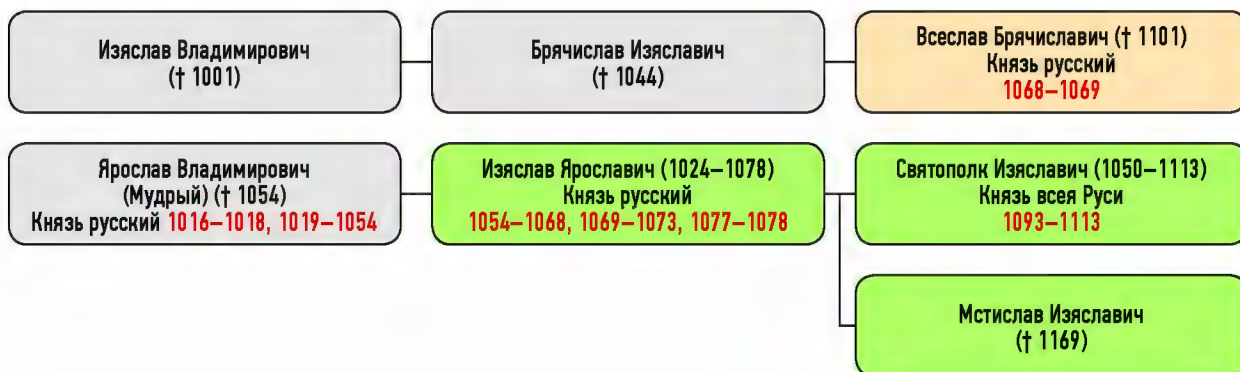 Изяслав Владимирович
(† 1001)
Брячислав Изяславич
(† 1044)
Всеслав Брячиславич († 1101)
Князь русский
1068–1069
Ярослав Владимирович
(Мудрый) († 1054)
Князь русский 1016–1018, 1019–1054
Изяслав Ярославич (1024–1078)
Князь русский
1054–1068, 1069–1073, 1077–1078
Святополк Изяславич (1050–1113)
Князь всея Руси
1093–1113
Мстислав Изяславич
(† 1169)